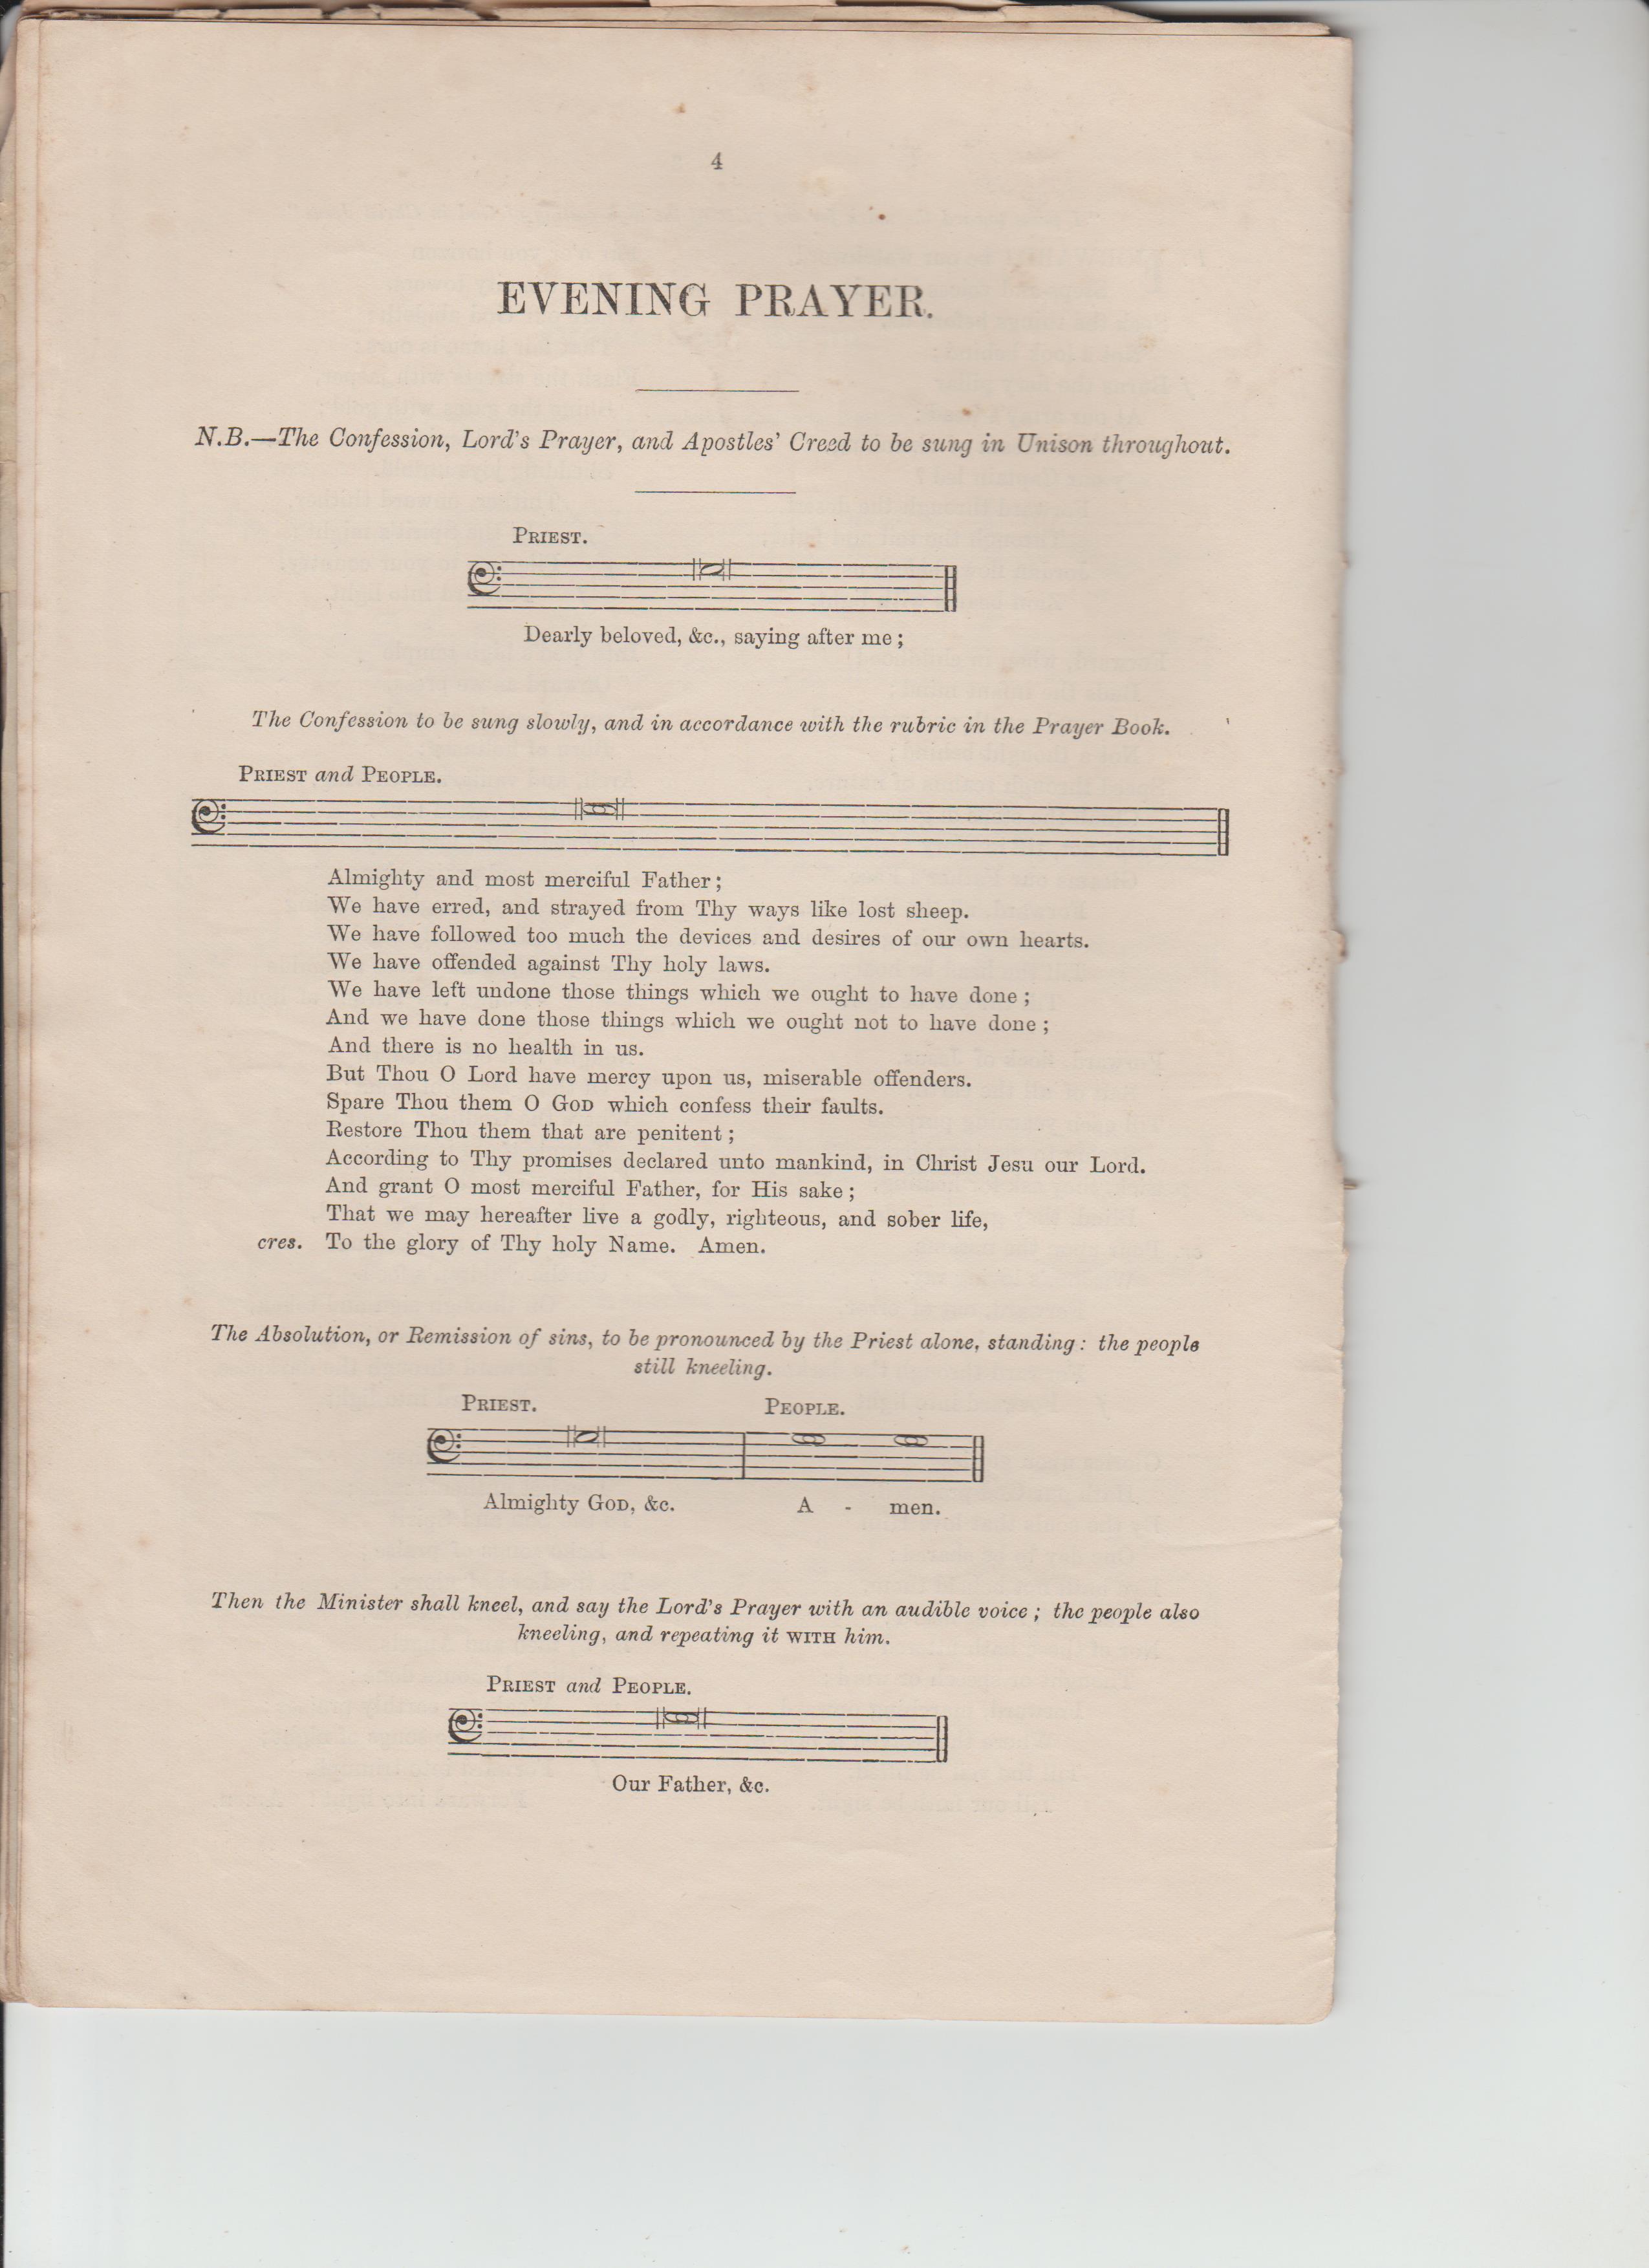 4
EVENING PRAYER.
N.B.—The Confession, Lord's Prayer, and Apostles' Creed to be sung in Unison throughout.
PRIEST.
Dearly beloved, &c., saying after me;
The Confession to be sung slowly, and in accordance with the rubric in the Prayer Book.
PRIEST and PEOPLE.
Almighty and most merciful Father;
We have erred, and strayed from Thy ways like lost sheep.
We have followed too much the devices and desires of our own hearts.
We have offended against Thy holy laws.
We have left undone those things which we ought to have done;
And we have done those things which we ought not to have done;
And there is no health in us.
But Thou O Lord have mercy upon us, miserable offenders.
Spare Thou them O GOD which confess their faults.
Restore Thou them that are penitent;
According to Thy promises declared unto mankind, in Christ Jesu our Lord.
And grant O most merciful Father, for His sake;
That we may hereafter live a godly, righteous, and sober life,
cres. To the glory of Thy holy Name. Amen.
The Absolution, or Remission of sins, to be pronounced by the Priest alone, standing: the people
still kneeling.
PRIEST. PEOPLE.
Almighty GOD, &c. A - men.
Then the Minister shall kneel, and say the Lord's Prayer with an audible voice; the people also
kneeling, and repeating it WITH him.
PRIEST and PEOPLE.
Our Father, &c.